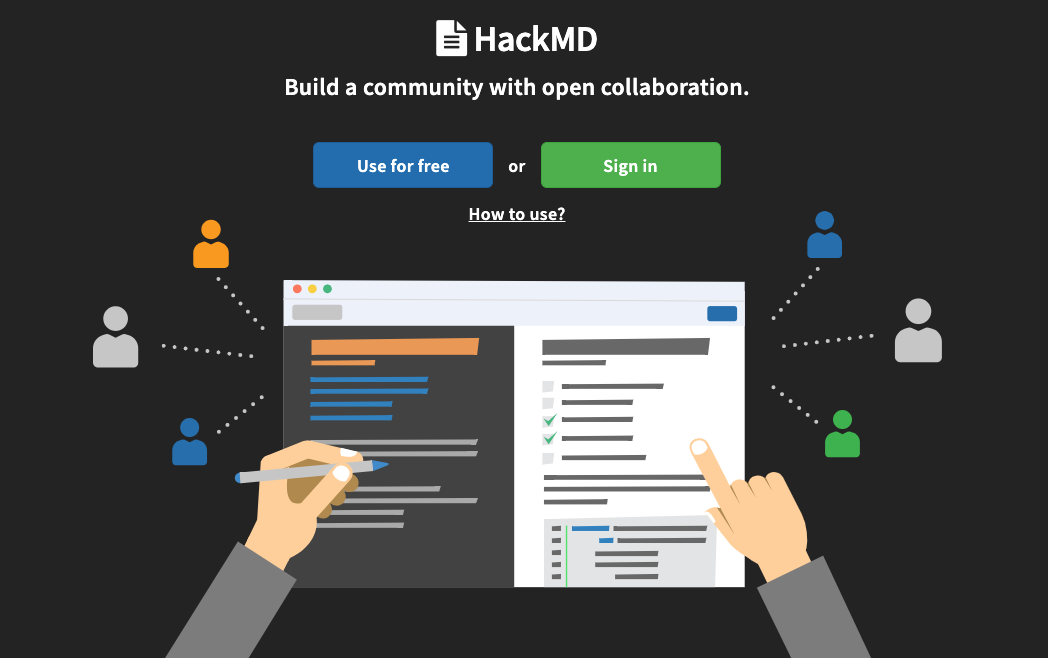 HackMD
Build a community with open collaboration.
Use for free or Sign in
How to use?